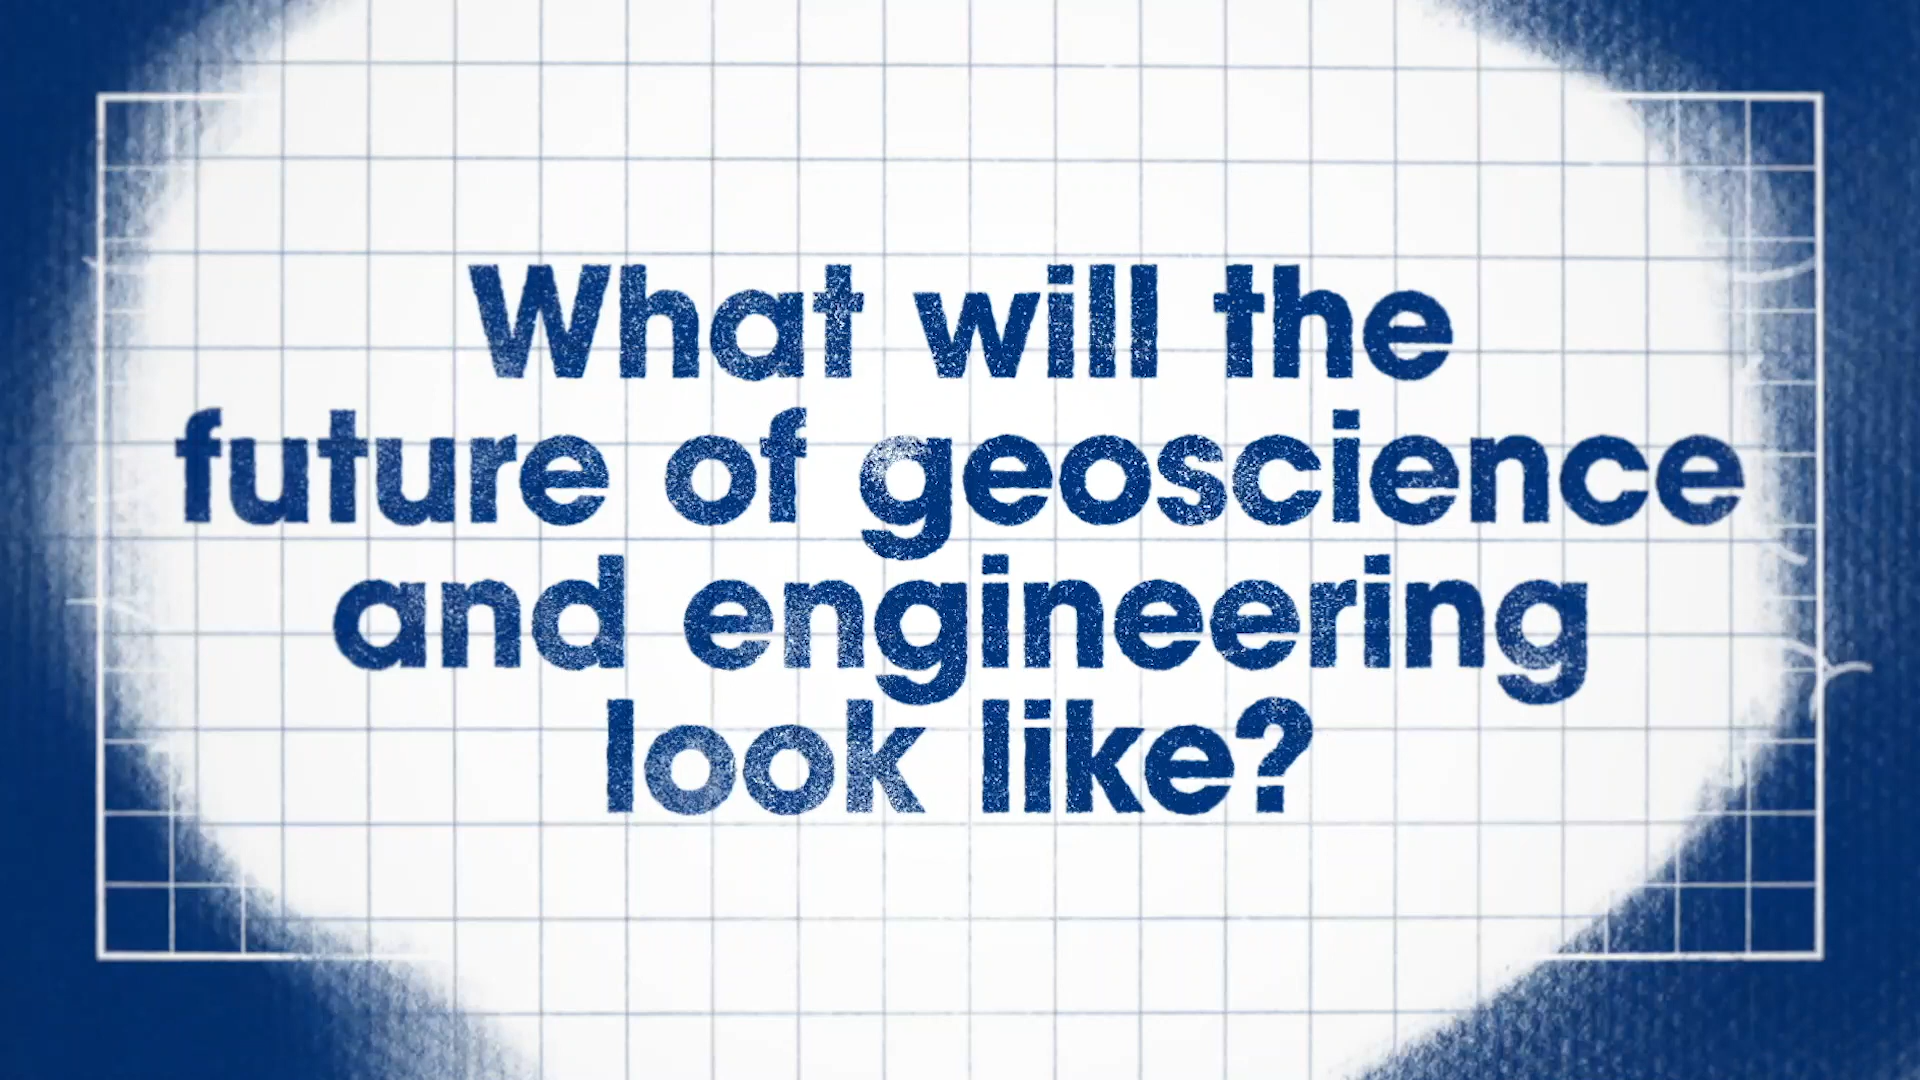 What will the
future of geoscience
and engineering
look like?